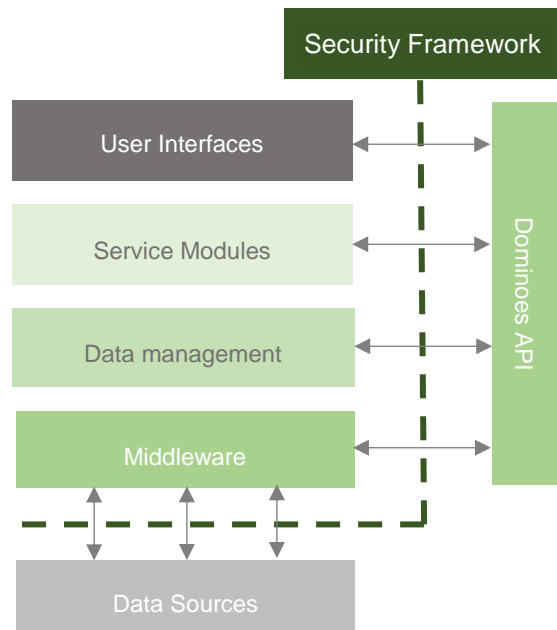 Security Framework
User Interfaces
Service Modules
Data management
Middleware
Data Sources
Dominoes API